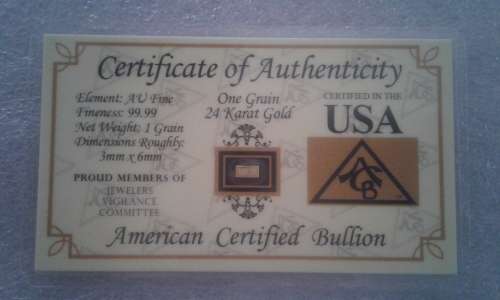 Certificate of Authenticity
Element: AU Fine
Fineness: 99.99
Net Weight: 1 Grain
Dimensions Roughly:
3mm x 6mm
PROUD MEMBERS OF
JEWELERS
VIGILANCE
COMMITTEE
One Grain
24 Karat Gold
CERTIFIED IN THE
USA
ACB
American Certified Bullion